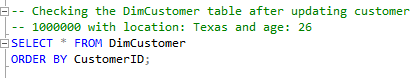 -- Checking the DimCustomer table after updating customer
-- 1000000 with location: Texas and age: 26
SELECT * FROM DimCustomer
ORDER BY CustomerID;